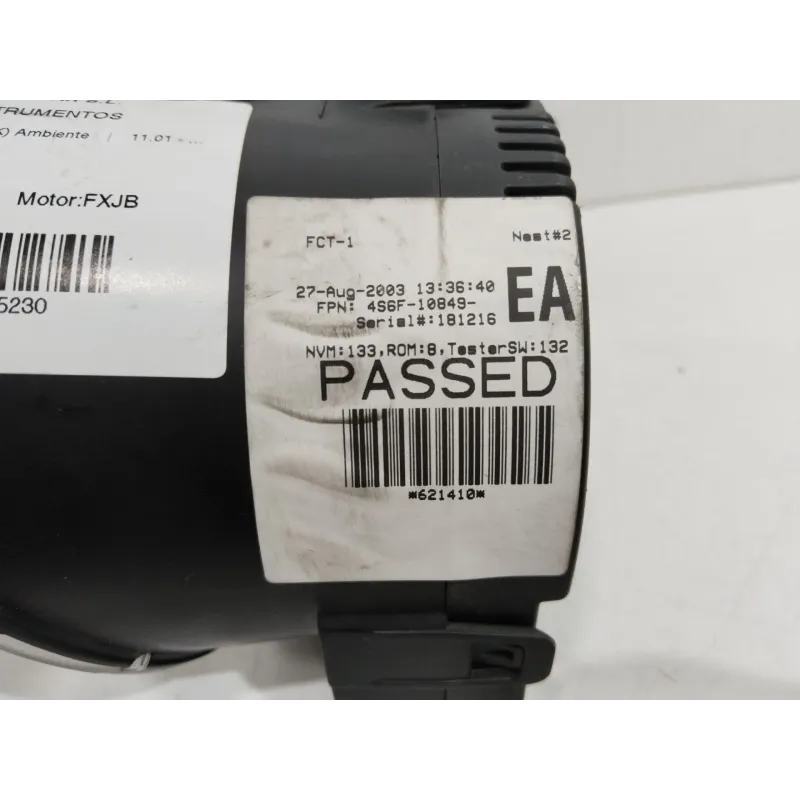 S.L.
TRUMENTOS
Ambiente | 11.01 - ...
Motor:FXJB
5230
FCT-1 Nest#2
27-Aug-2003 13:36:40
EA
FPN: 4S6F-10849-
Serial#:181216
NVM:133,ROM:8,TesterSW:132
PASSED
*621410*